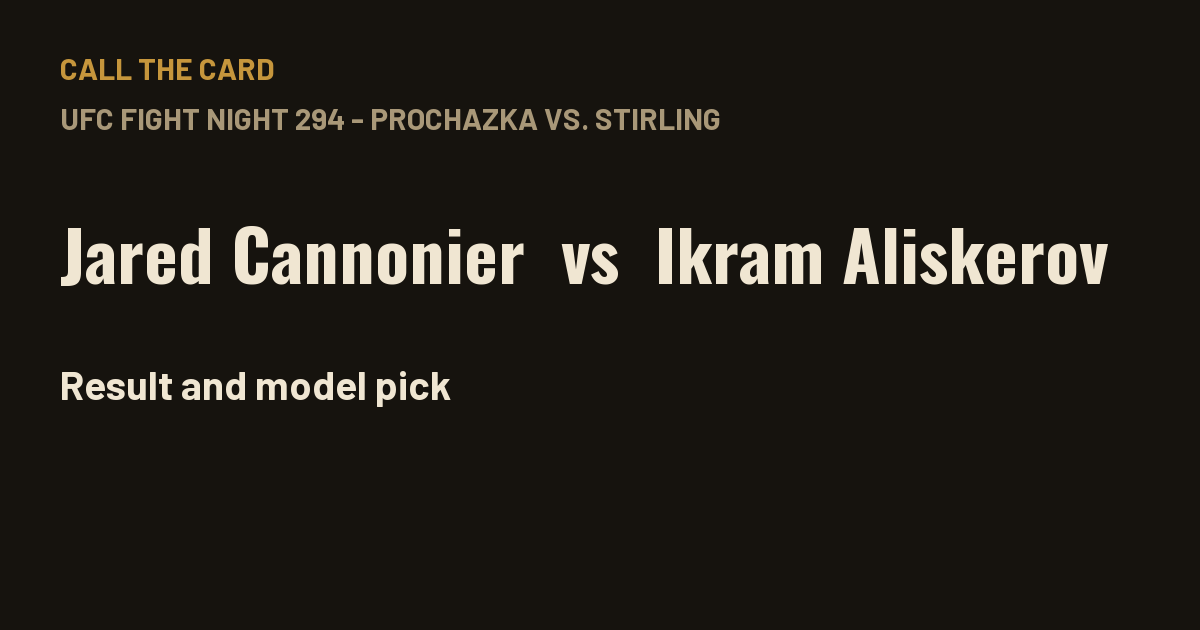 CALL THE CARD
UFC FIGHT NIGHT 294 - PROCHAZKA VS. STIRLING
Jared Cannonier vs Ikram Aliskerov
Result and model pick